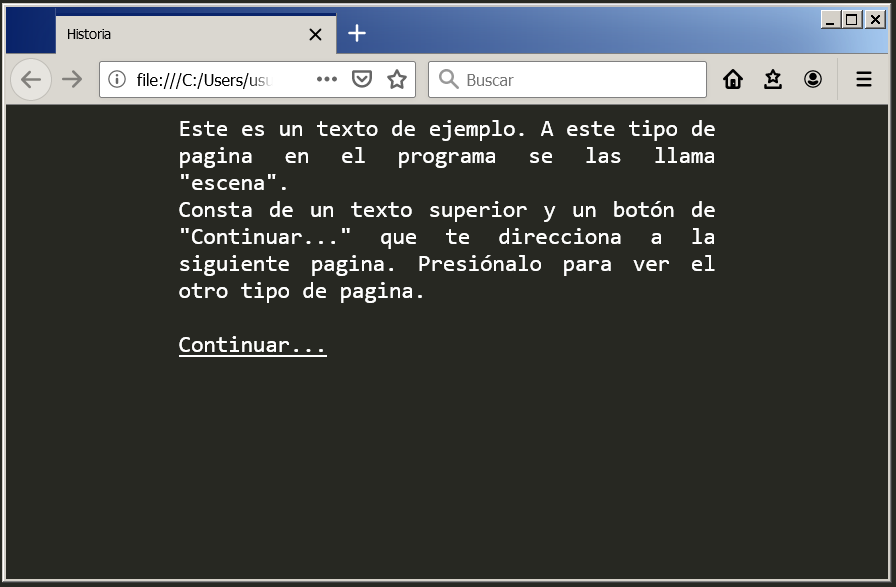 Historia
file:///C:/Users/usu
Buscar
Este es un texto de ejemplo. A este tipo de
pagina en el programa se las llama
"escena".
Consta de un texto superior y un botón de
"Continuar..." que te direcciona a la
siguiente pagina. Presiónalo para ver el
otro tipo de pagina.
Continuar...